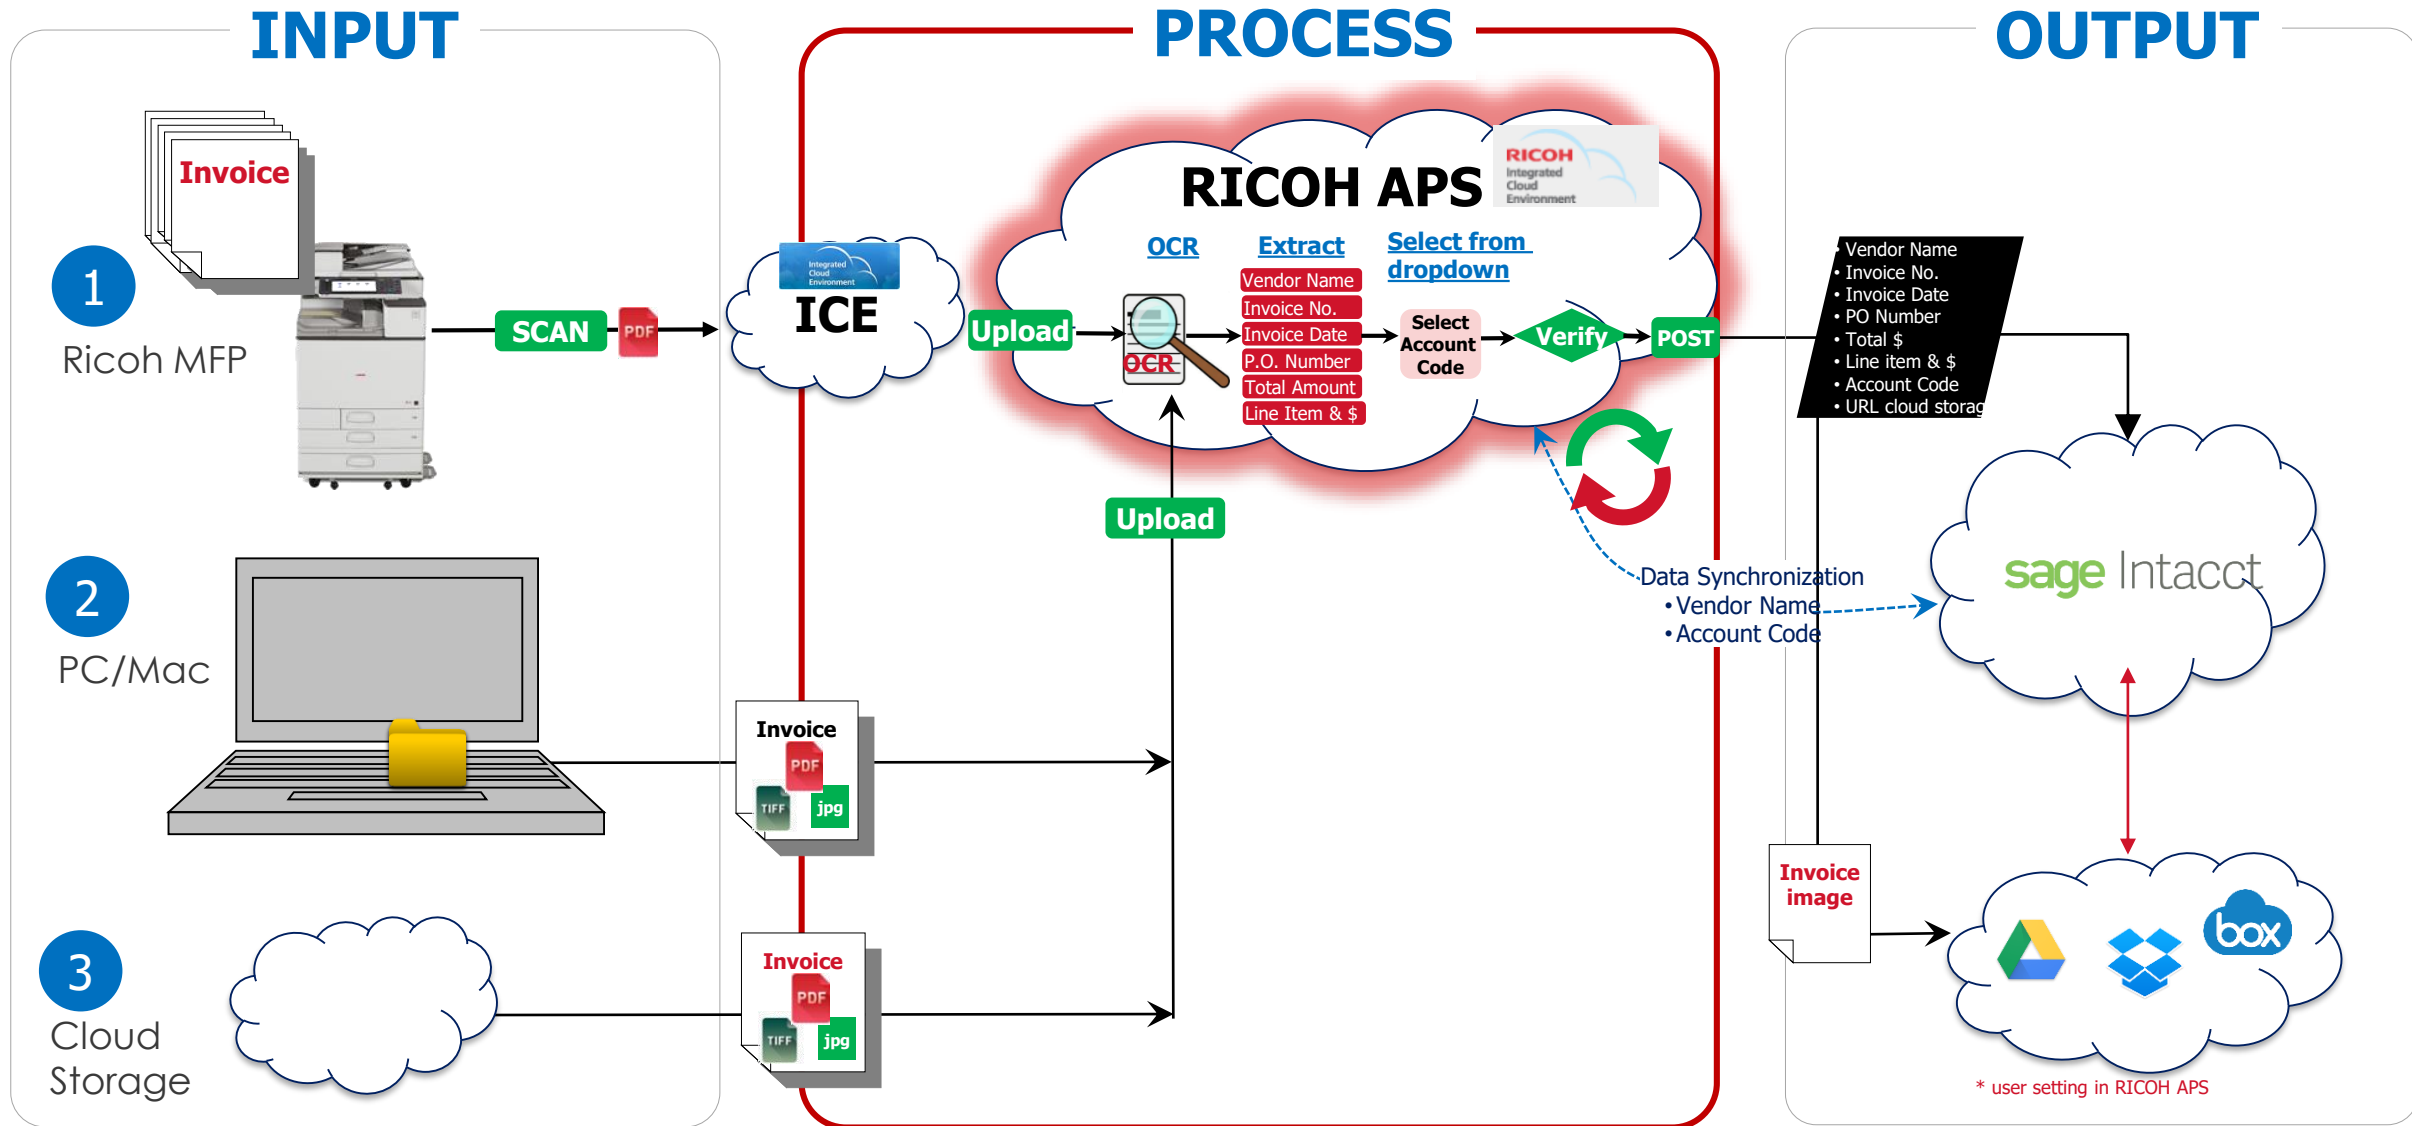 INPUT
PROCESS
OUTPUT
Invoice
1
Ricoh MFP
SCAN
PDF
Integrated
Cloud
Environment
ICE
RICOH APS
RICOH
Integrated
Cloud
Environment
OCR
Extract
Select from
dropdown
Upload
OCR
Vendor Name
Invoice No.
Invoice Date
P.O. Number
Total Amount
Line Item & $
Select
Account
Code
Verify
POST
• Vendor Name
• Invoice No.
• Invoice Date
• PO Number
• Total $
• Line item & $
• Account Code
• URL cloud storag
Upload
2
PC/Mac
Data Synchronization
• Vendor Name
• Account Code
sage Intacct
Invoice
PDF
TIFF
jpg
Invoice
image
box
3
Cloud
Storage
Invoice
PDF
TIFF
jpg
* user setting in RICOH APS